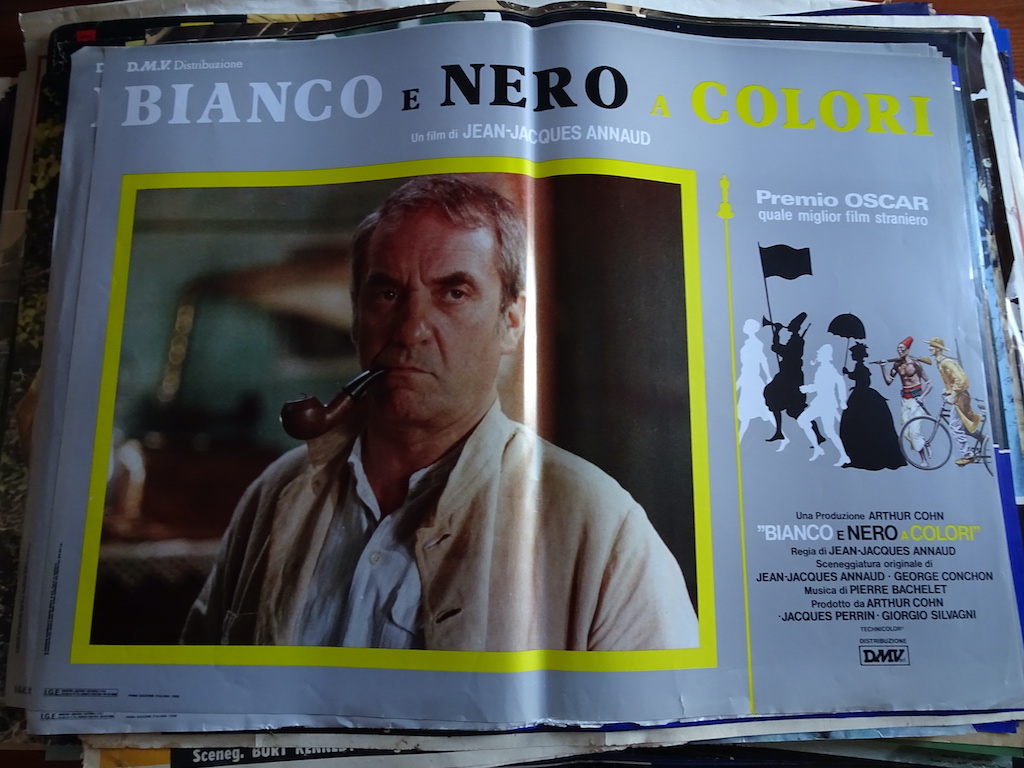 D.M.V. Distribuzione
BIANCO E NERO A COLORI
Un film di JEAN-JACQUES ANNAUD
Premio OSCAR
quale miglior film straniero
Una Produzione ARTHUR COHN
"BIANCO E NERO A COLORI"
Regia di JEAN-JACQUES ANNAUD
Sceneggiatura originale di
JEAN-JACQUES ANNAUD · GEORGE CONCHON
Musica di PIERRE BACHELET
Prodotto da ARTHUR COHN
·JACQUES PERRIN · GIORGIO SILVAGNI
TECHNICOLOR®
DISTRIBUZIONE
D.M.V.
I.G.E.
I.G.E.
Sceneg. BURT